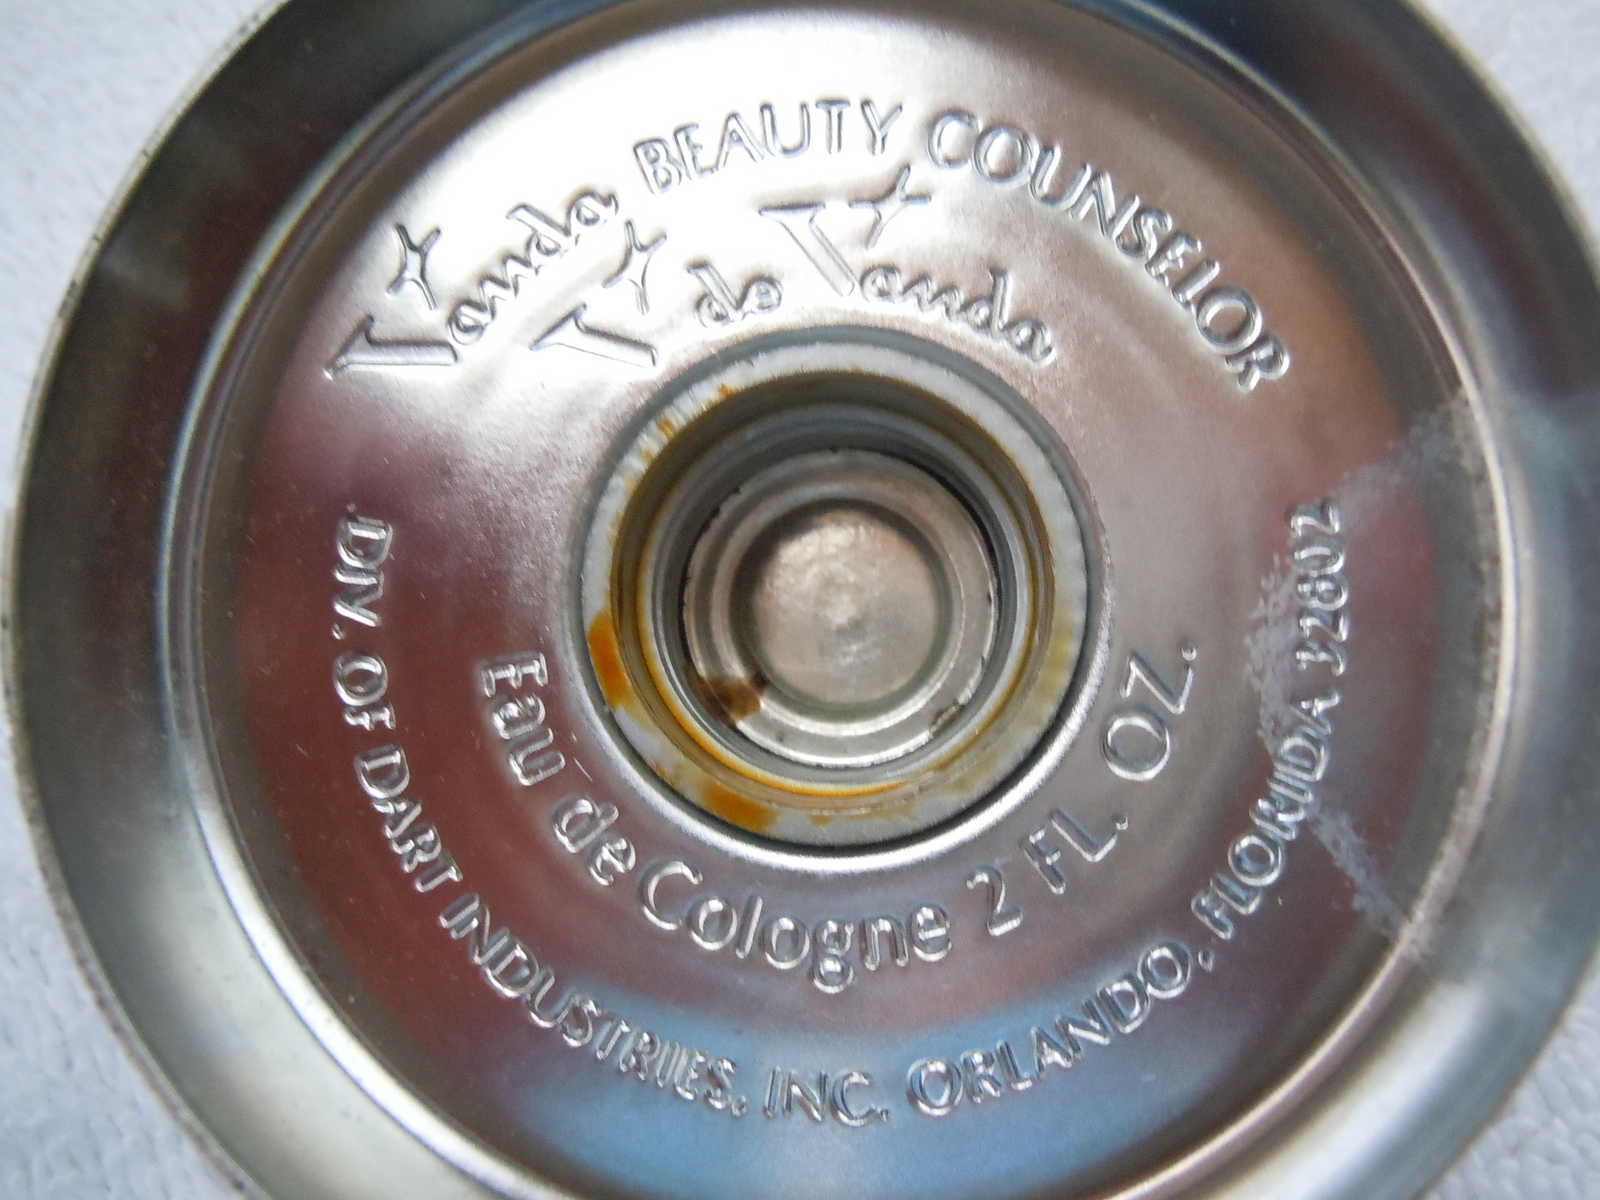 Vanda BEAUTY COUNSELOR
V de Vanda
Eau de Cologne 2 FL. OZ.
DIV. OF DART INDUSTRIES, INC. ORLANDO, FLORIDA 32802